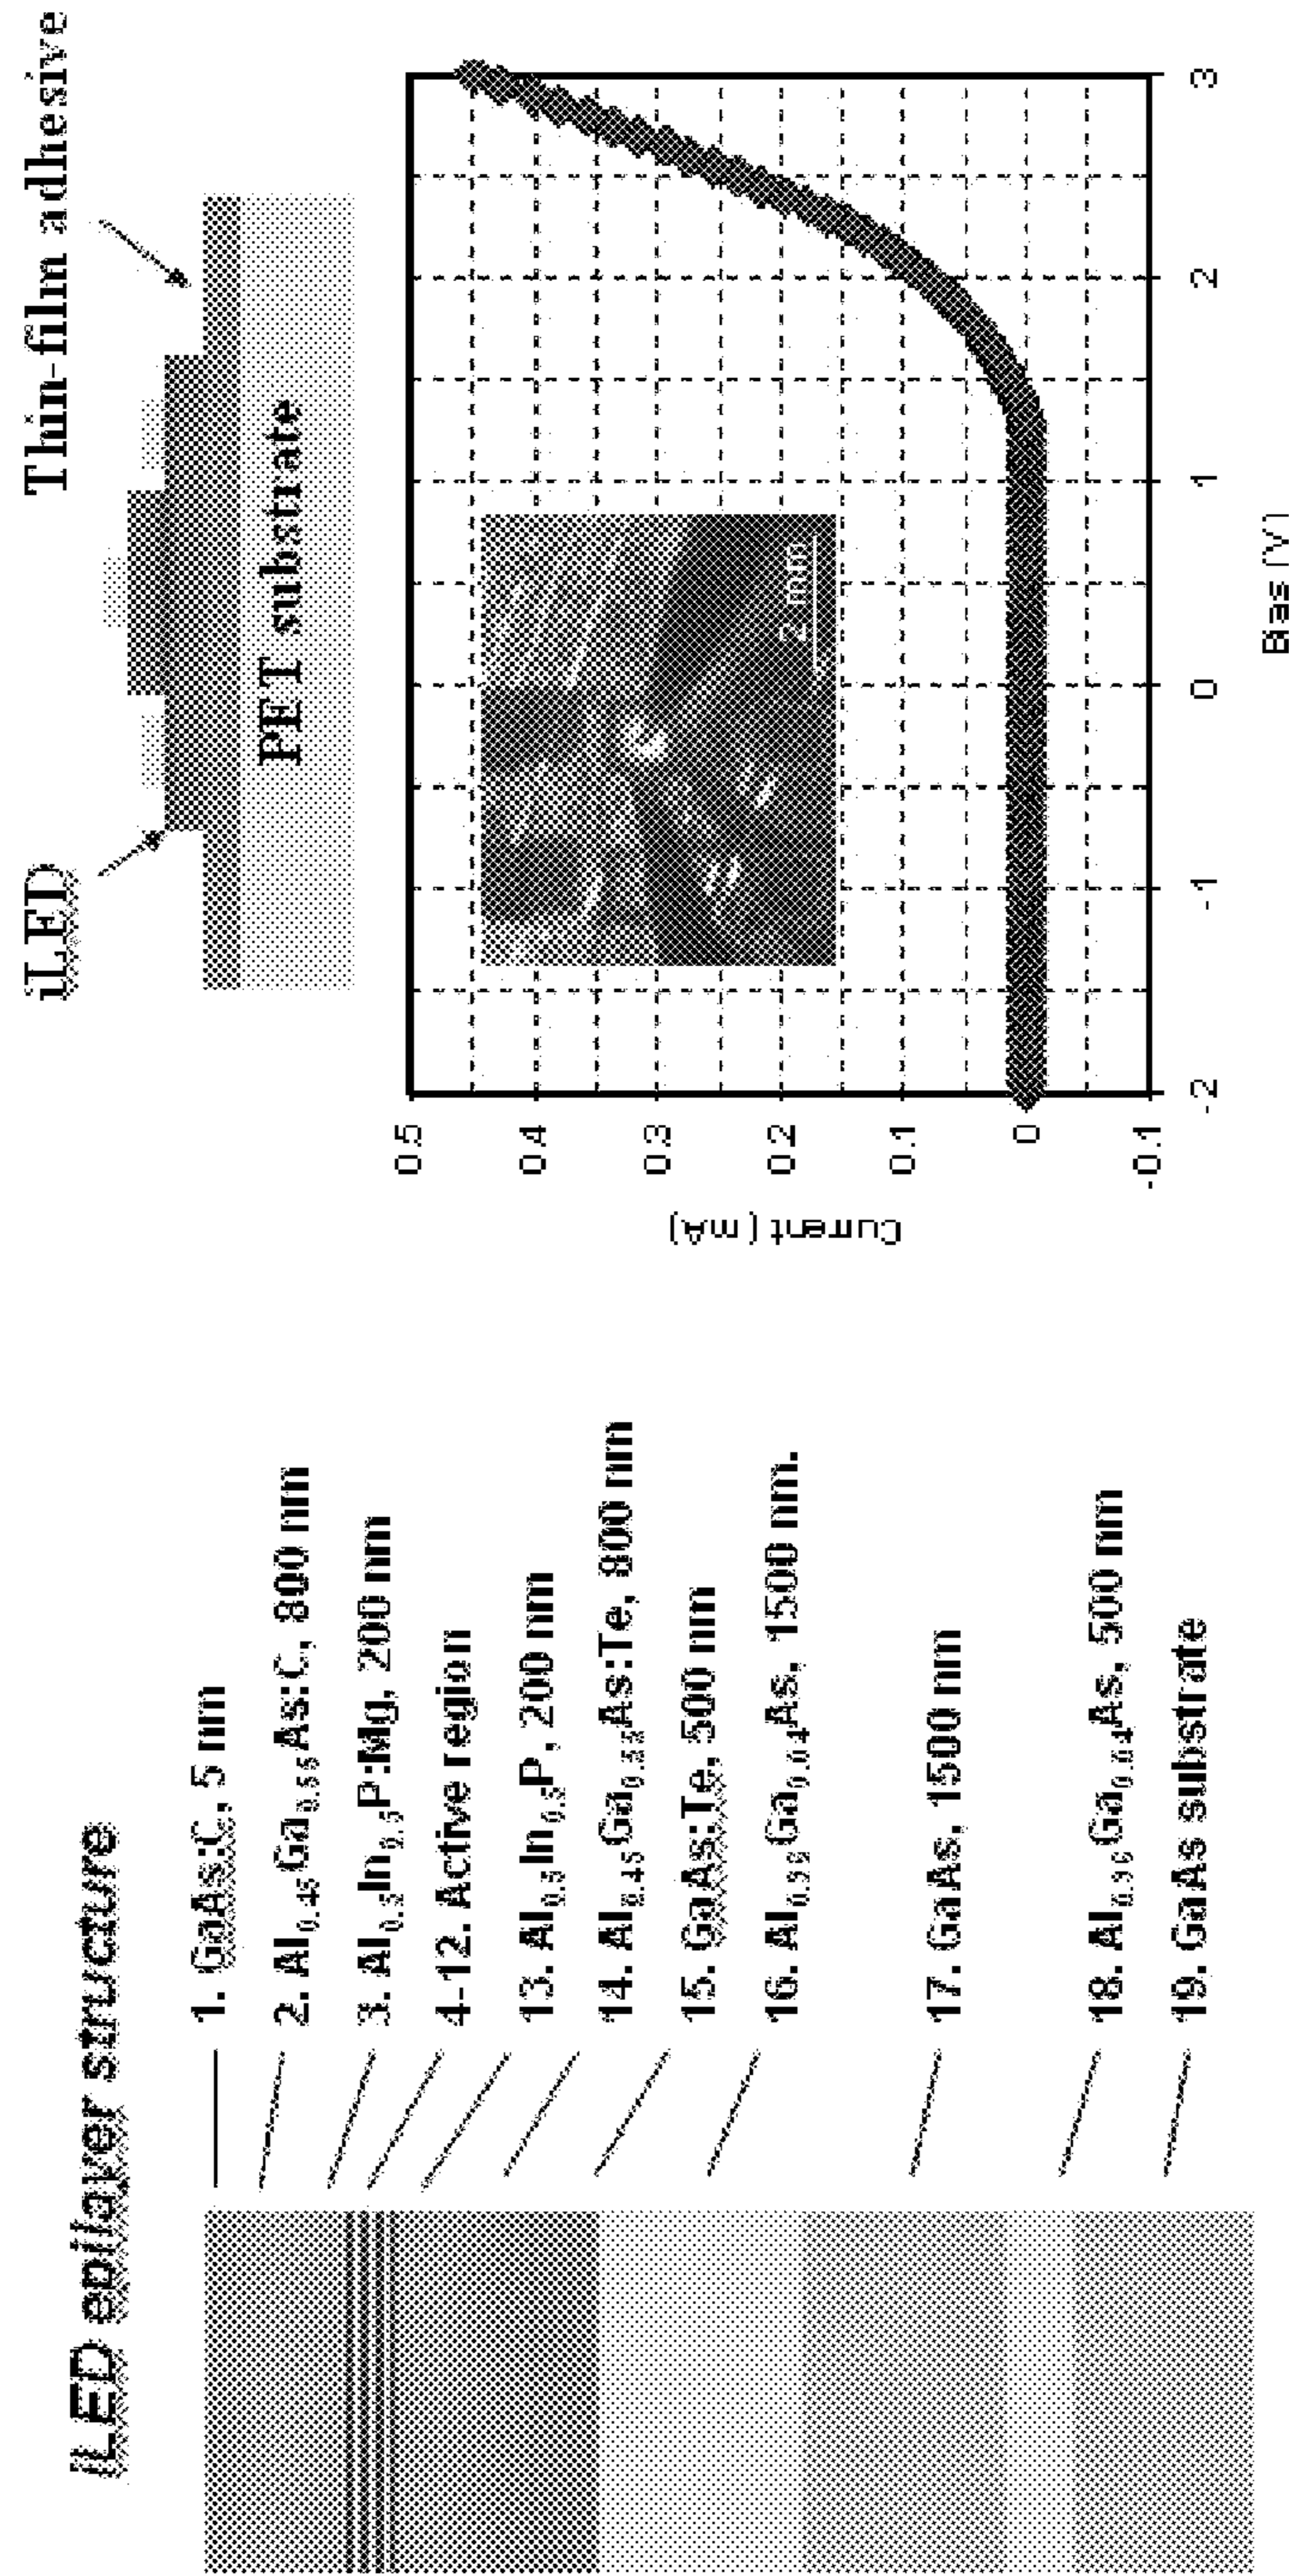 iLED epilayer structure
1. GaAs:C, 5 nm
2. Al0.45Ga0.55As:C, 800 nm
3. Al0.5In0.5P:Mg, 200 nm
4-12. Active region
13. Al0.5In0.5P, 200 nm
14. Al0.45Ga0.55As:Te, 800 nm
15. GaAs:Te, 500 nm
16. Al0.96Ga0.04As, 1500 nm.
17. GaAs, 1500 nm
18. Al0.96Ga0.04As, 500 nm
19. GaAs substrate
iLED
Thin-film adhesive
PET substrate
Current (mA)
0.5
0.4
0.3
0.2
0.1
0
-0.1
2 mm
-2
-1
0
1
2
3
Bias (V)